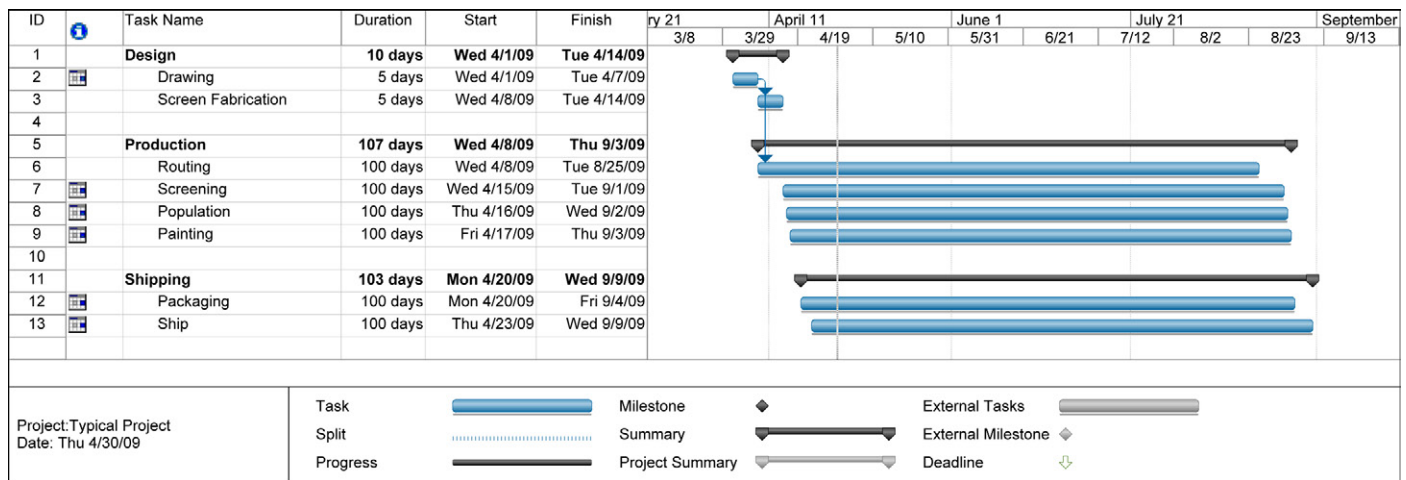 ID Task Name Duration Start Finish ry 21 April 11 June 1 July 21 September
3/8 3/29 4/19 5/10 5/31 6/21 7/12 8/2 8/23 9/13
1 Design 10 days Wed 4/1/09 Tue 4/14/09
2 Drawing 5 days Wed 4/1/09 Tue 4/7/09
3 Screen Fabrication 5 days Wed 4/8/09 Tue 4/14/09
4
5 Production 107 days Wed 4/8/09 Thu 9/3/09
6 Routing 100 days Wed 4/8/09 Tue 8/25/09
7 Screening 100 days Wed 4/15/09 Tue 9/1/09
8 Population 100 days Thu 4/16/09 Wed 9/2/09
9 Painting 100 days Fri 4/17/09 Thu 9/3/09
10
11 Shipping 103 days Mon 4/20/09 Wed 9/9/09
12 Packaging 100 days Mon 4/20/09 Fri 9/4/09
13 Ship 100 days Thu 4/23/09 Wed 9/9/09
Project:Typical Project
Date: Thu 4/30/09
Task Milestone External Tasks
Split Summary External Milestone
Progress Project Summary Deadline